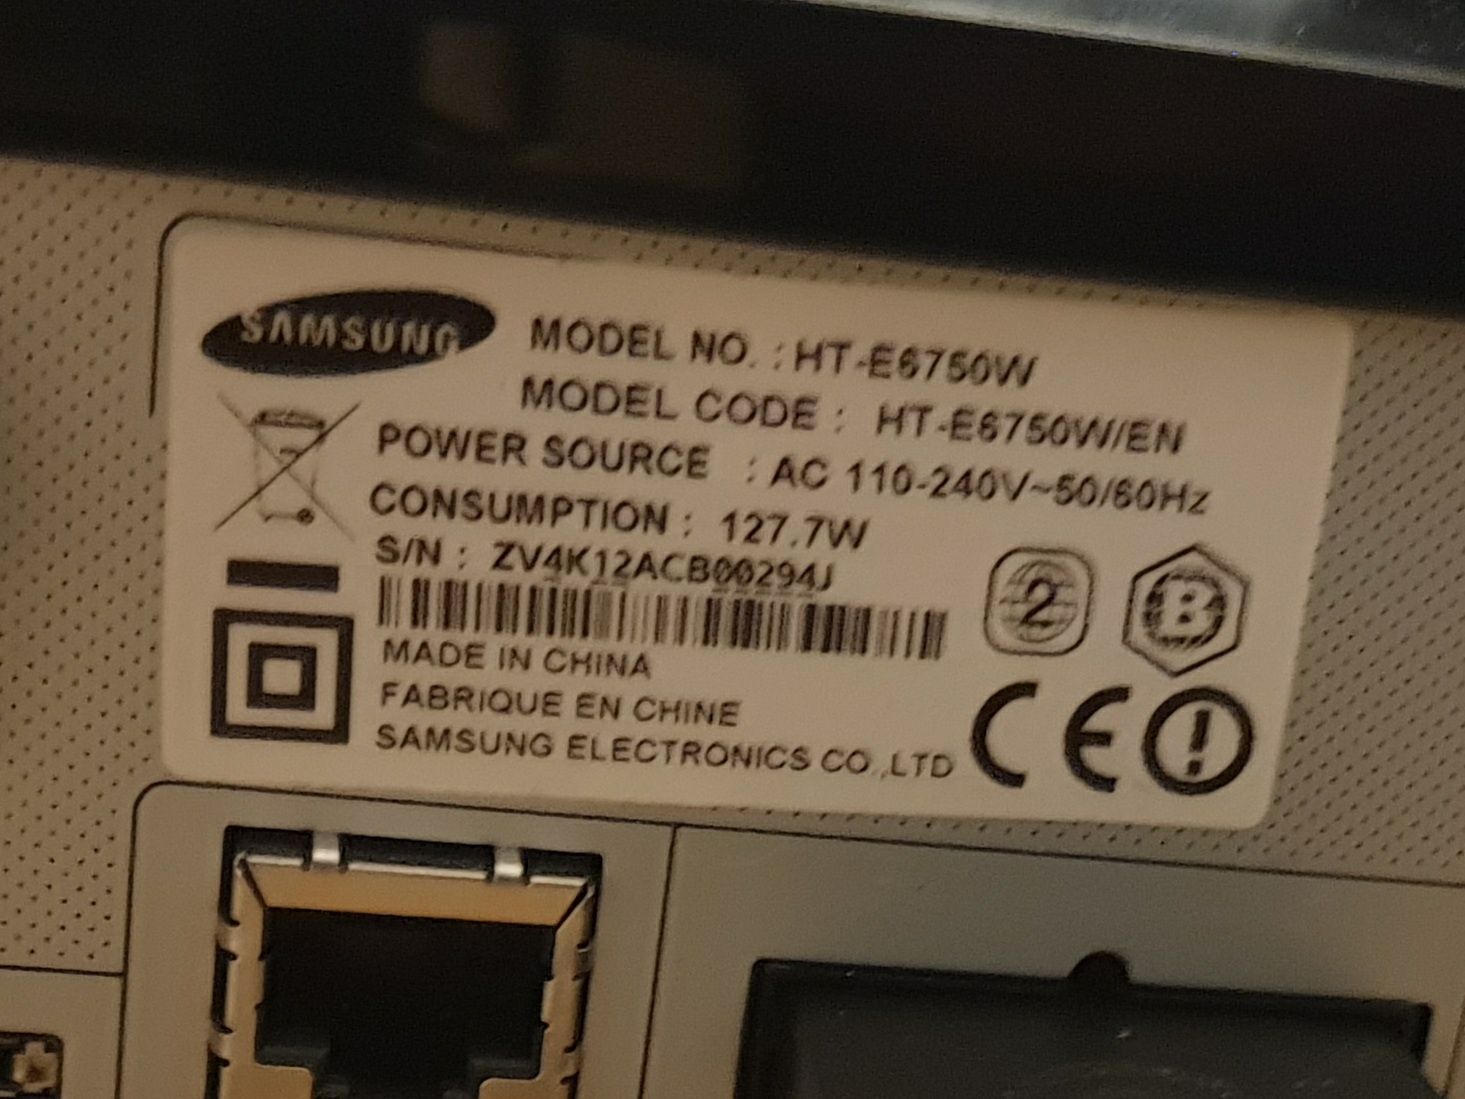 SAMSUNG
MODEL NO. : HT-E6750W
MODEL CODE : HT-E6750W/EN
POWER SOURCE : AC 110-240V~50/60Hz
CONSUMPTION : 127.7W
S/N : ZV4K12ACB00294J
2
B
MADE IN CHINA
FABRIQUE EN CHINE
SAMSUNG ELECTRONICS CO.,LTD
CE
!